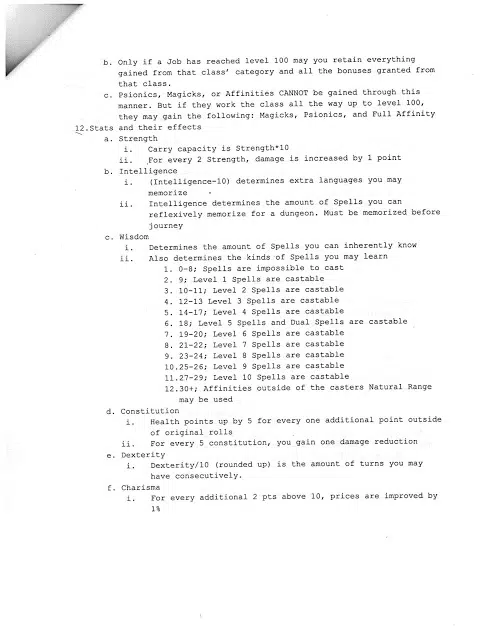 b. Only if a Job has reached level 100 may you retain everything
gained from that class' category and all the bonuses granted from
that class.
c. Psionics, Magicks, or Affinities CANNOT be gained through this
manner. But if they work the class all the way up to level 100,
they may gain the following: Magicks, Psionics, and Full Affinity
12.Stats and their effects
a. Strength
i. Carry capacity is Strength*10
ii. For every 2 Strength, damage is increased by 1 point
b. Intelligence
i. (Intelligence-10) determines extra languages you may
memorize
ii. Intelligence determines the amount of Spells you can
reflexively memorize for a dungeon. Must be memorized before
journey
c. Wisdom
i. Determines the amount of Spells you can inherently know
ii. Also determines the kinds of Spells you may learn
1. 0-8; Spells are impossible to cast
2. 9; Level 1 Spells are castable
3. 10-11; Level 2 Spells are castable
4. 12-13 Level 3 Spells are castable
5. 14-17; Level 4 Spells are castable
6. 18; Level 5 Spells and Dual Spells are castable
7. 19-20; Level 6 Spells are castable
8. 21-22; Level 7 Spells are castable
9. 23-24; Level 8 Spells are castable
10.25-26; Level 9 Spells are castable
11.27-29; Level 10 Spells are castable
12.30+; Affinities outside of the casters Natural Range
may be used
d. Constitution
i. Health points up by 5 for every one additional point outside
of original rolls
ii. For every 5 constitution, you gain one damage reduction
e. Dexterity
i. Dexterity/10 (rounded up) is the amount of turns you may
have consecutively.
f. Charisma
i. For every additional 2 pts above 10, prices are improved by
1%